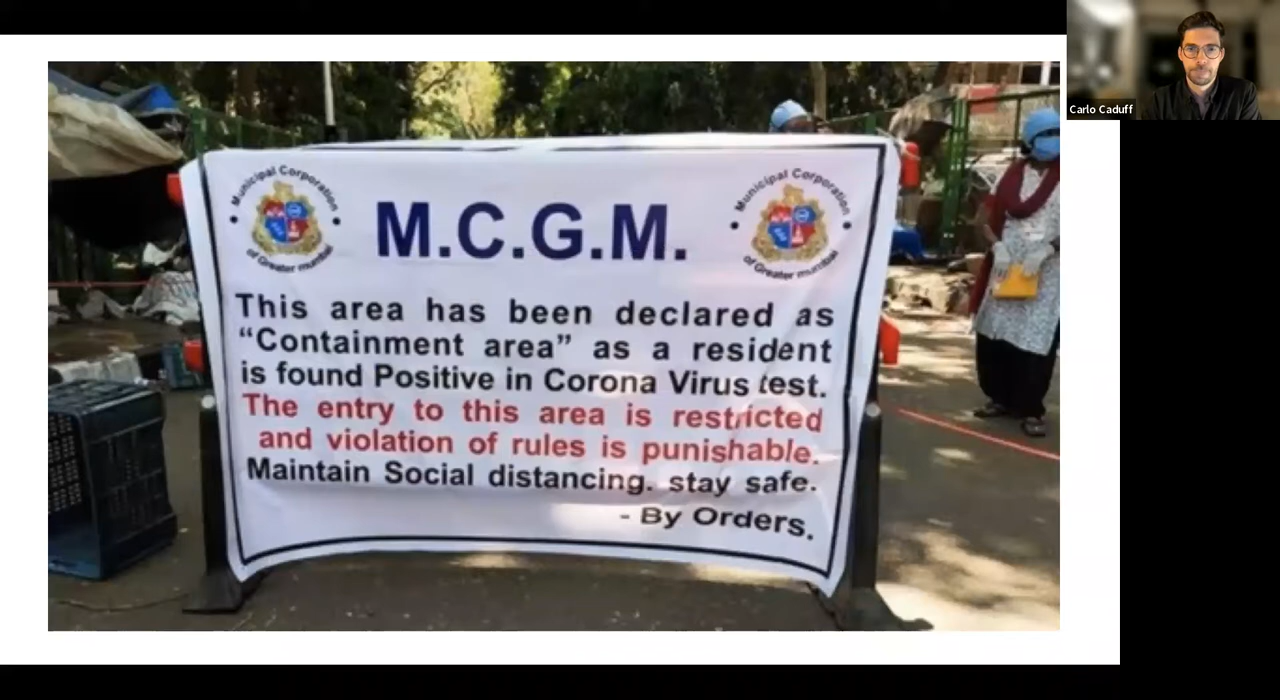 Carlo Caduff
Municipal Corporation
of Greater mumbai
M.C.G.M.
Municipal Corporation
of Greater mumbai
This area has been declared as
“Containment area” as a resident
is found Positive in Corona Virus test.
The entry to this area is restricted
and violation of rules is punishable.
Maintain Social distancing. stay safe.
- By Orders.